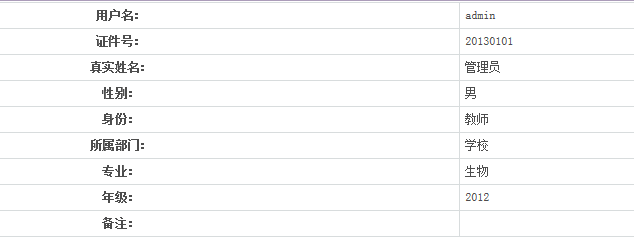 用户名： admin
证件号： 20130101
真实姓名： 管理员
性别： 男
身份： 教师
所属部门： 学校
专业： 生物
年级： 2012
备注：